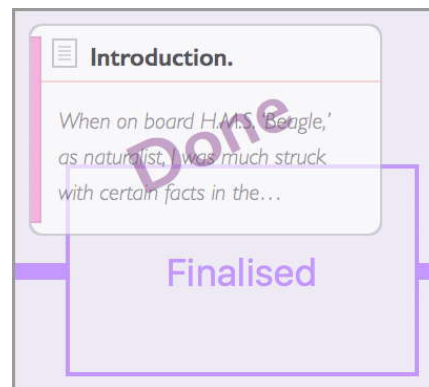 Introduction.
When on board H.M.S. ‘Beagle,’
as naturalist, I was much struck
with certain facts in the…
Done
Finalised